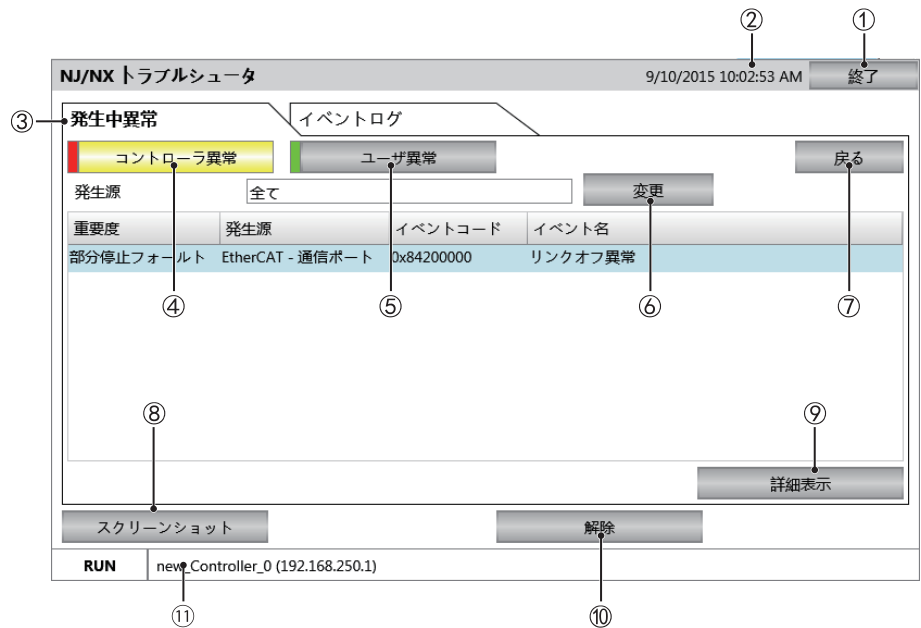 ② ①
NJ/NX トラブルシュータ 9/10/2015 10:02:53 AM 終了
③ 発生中異常 イベントログ
コントローラ異常 ユーザ異常 戻る
発生源 全て 変更
重要度 発生源 イベントコード イベント名
部分停止フォールト EtherCAT - 通信ポート 0x84200000 リンクオフ異常
④ ⑤ ⑥ ⑦
⑧ ⑨
詳細表示
スクリーンショット 解除
RUN new_Controller_0 (192.168.250.1)
⑪ ⑩